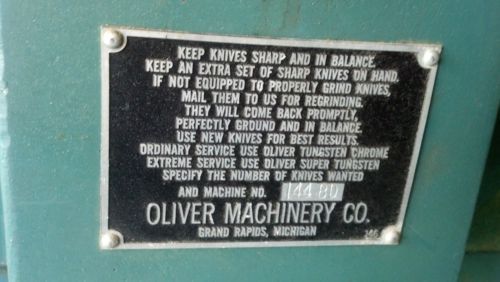 KEEP KNIVES SHARP AND IN BALANCE.
KEEP AN EXTRA SET OF SHARP KNIVES ON HAND.
IF NOT EQUIPPED TO PROPERLY GRIND KNIVES,
MAIL THEM TO US FOR REGRINDING.
THEY WILL COME BACK PROMPTLY,
PERFECTLY GROUND AND IN BALANCE.
USE NEW KNIVES FOR BEST RESULTS.
ORDINARY SERVICE USE OLIVER TUNGSTEN CHROME
EXTREME SERVICE USE OLIVER SUPER TUNGSTEN
SPECIFY THE NUMBER OF KNIVES WANTED
AND MACHINE NO. 144 BD
OLIVER MACHINERY CO.
GRAND RAPIDS, MICHIGAN
146